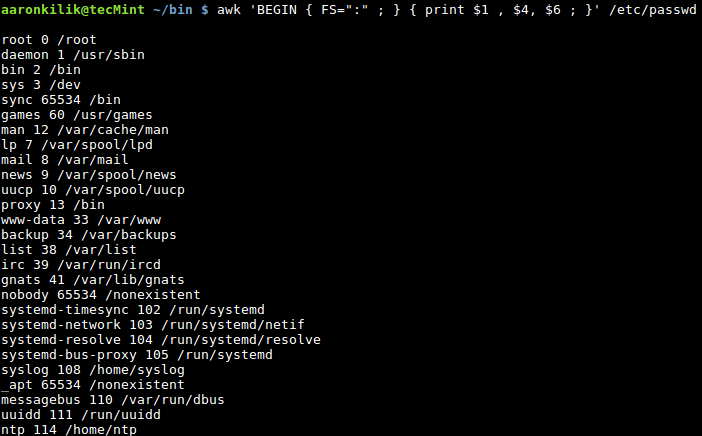 aaronkilik@tecMint ~/bin $ awk 'BEGIN { FS=":" ; } { print $1 , $4, $6 ; }' /etc/passwd
root 0 /root
daemon 1 /usr/sbin
bin 2 /bin
sys 3 /dev
sync 65534 /bin
games 60 /usr/games
man 12 /var/cache/man
lp 7 /var/spool/lpd
mail 8 /var/mail
news 9 /var/spool/news
uucp 10 /var/spool/uucp
proxy 13 /bin
www-data 33 /var/www
backup 34 /var/backups
list 38 /var/list
irc 39 /var/run/ircd
gnats 41 /var/lib/gnats
nobody 65534 /nonexistent
systemd-timesync 102 /run/systemd
systemd-network 103 /run/systemd/netif
systemd-resolve 104 /run/systemd/resolve
systemd-bus-proxy 105 /run/systemd
syslog 108 /home/syslog
_apt 65534 /nonexistent
messagebus 110 /var/run/dbus
uuidd 111 /run/uuidd
ntp 114 /home/ntp